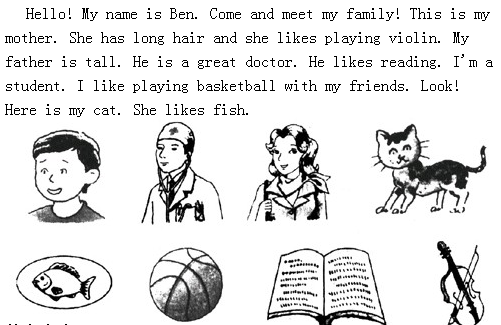 Hello! My name is Ben. Come and meet my family! This is my
mother. She has long hair and she likes playing violin. My
father is tall. He is a great doctor. He likes reading. I'm a
student. I like playing basketball with my friends. Look!
Here is my cat. She likes fish.